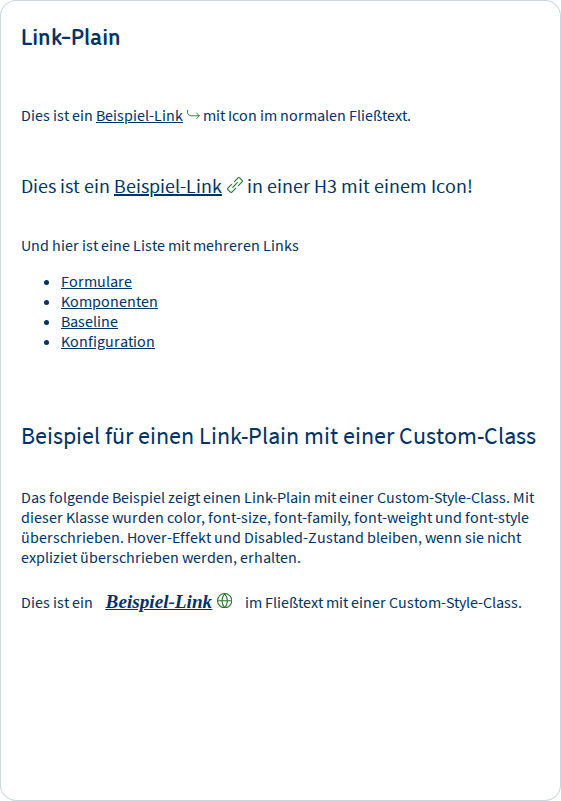 Link-Plain
Dies ist ein Beispiel-Link mit Icon im normalen Fließtext.
Dies ist ein Beispiel-Link in einer H3 mit einem Icon!
Und hier ist eine Liste mit mehreren Links
• Formulare
• Komponenten
• Baseline
• Konfiguration
Beispiel für einen Link-Plain mit einer Custom-Class
Das folgende Beispiel zeigt einen Link-Plain mit einer Custom-Style-Class. Mit
dieser Klasse wurden color, font-size, font-family, font-weight und font-style
überschrieben. Hover-Effekt und Disabled-Zustand bleiben, wenn sie nicht
expliziet überschrieben werden, erhalten.
Dies ist ein Beispiel-Link im Fließtext mit einer Custom-Style-Class.